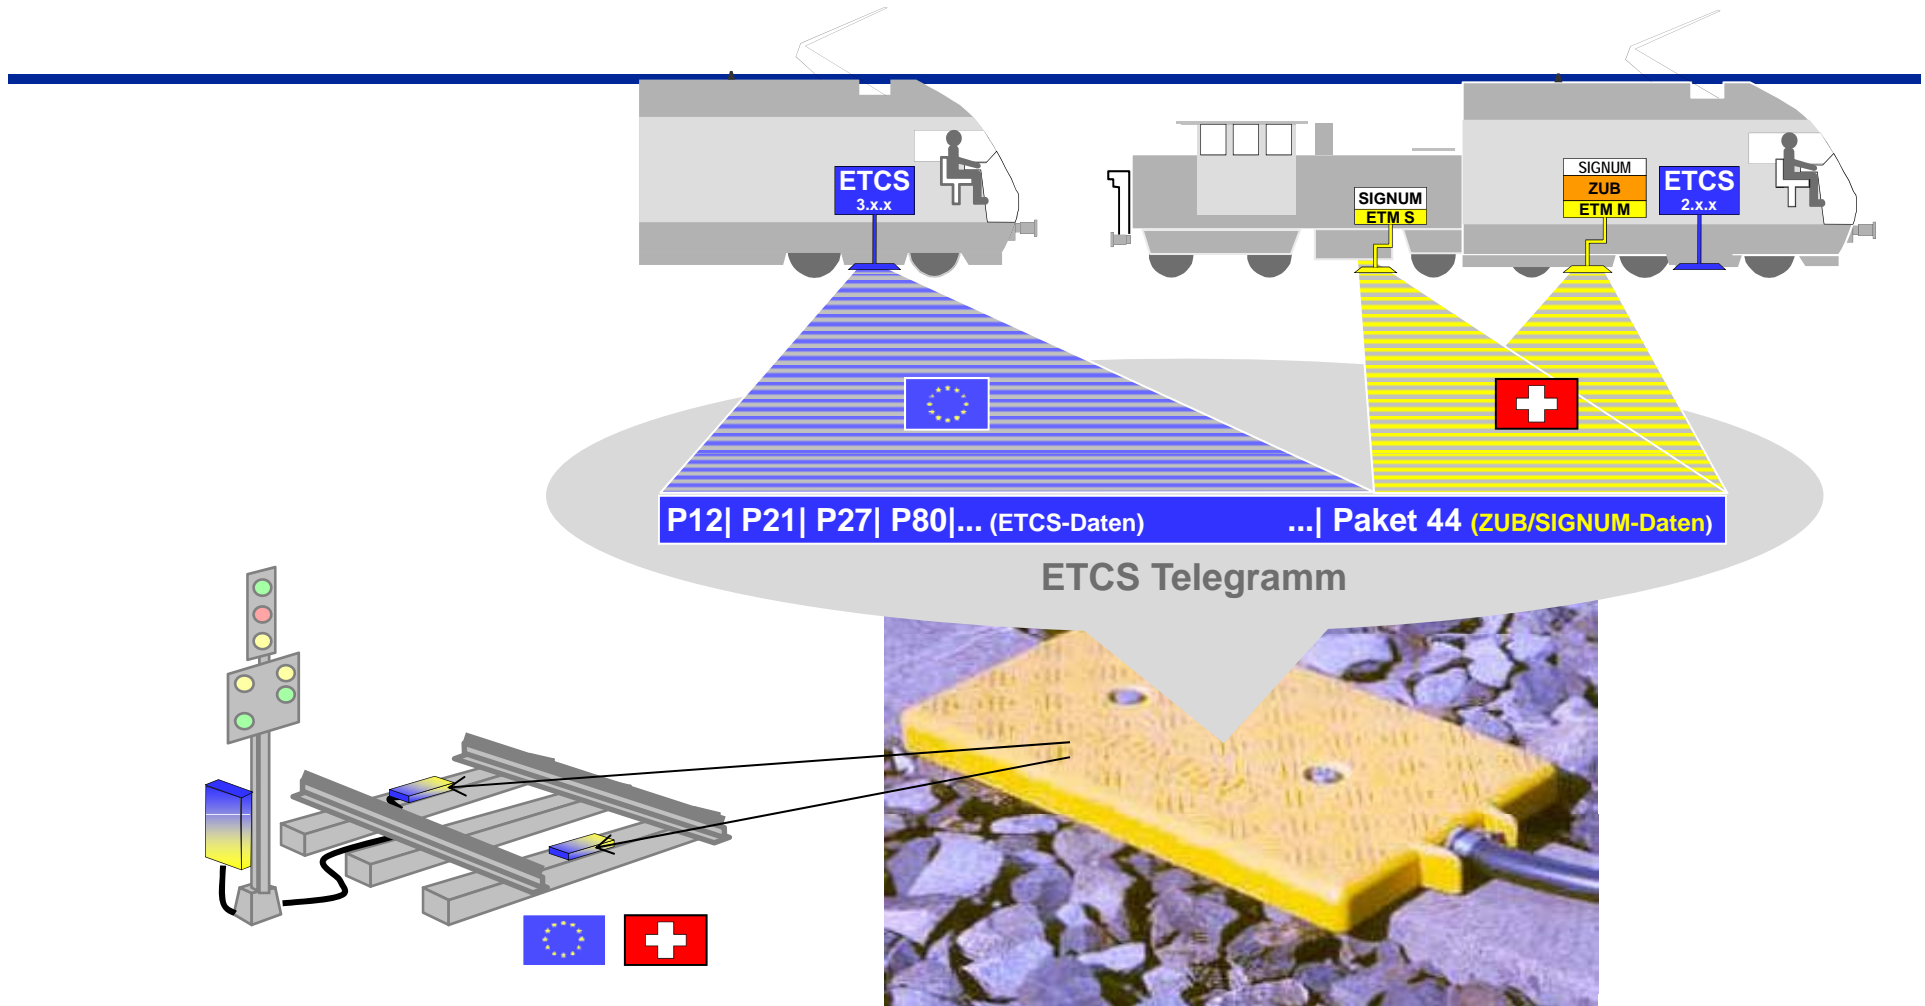 ETCS
3.x.x
SIGNUM
ETM S
SIGNUM
ZUB
ETM M
ETCS
2.x.x
P12| P21| P27| P80|... (ETCS-Daten) ...| Paket 44 (ZUB/SIGNUM-Daten)
ETCS Telegramm